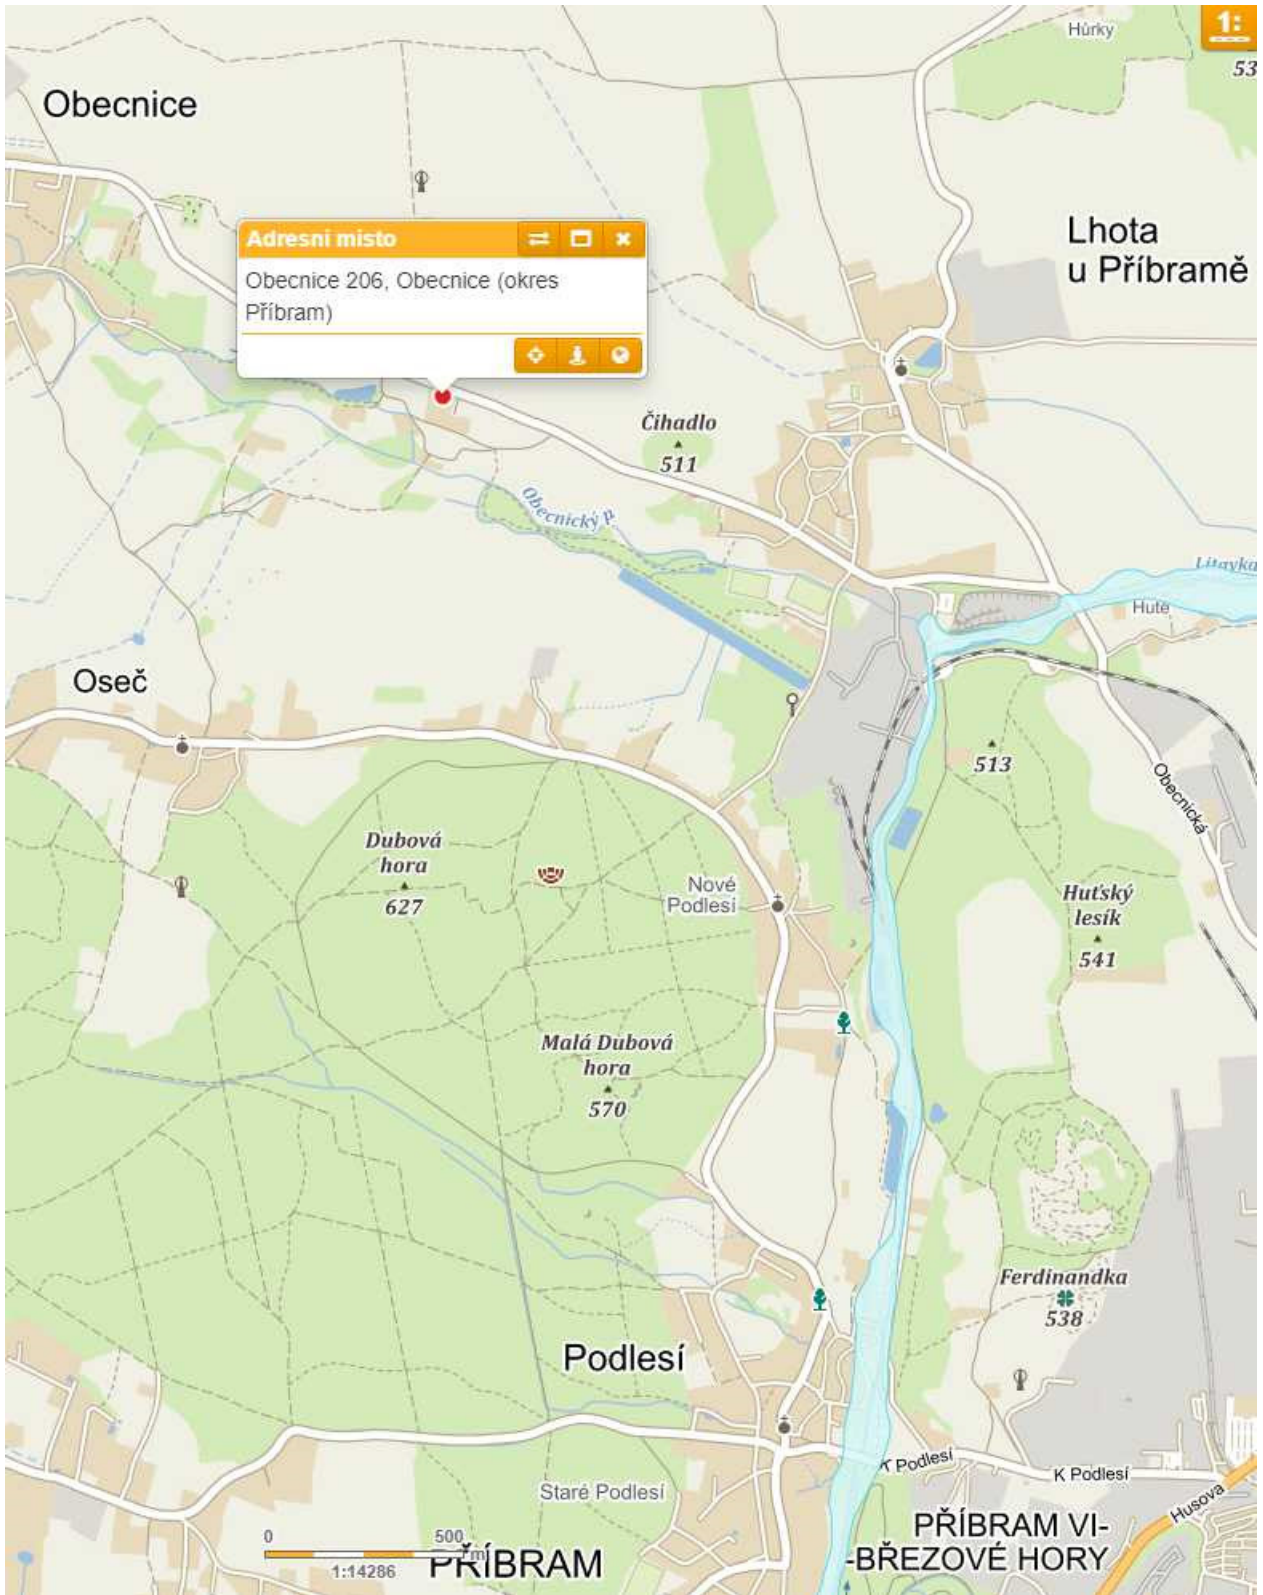 Hůrky
1:
53
Obecnice
Lhota
u Příbramě
Adresní místo
Obecnice 206, Obecnice (okres
Příbram)
Čihadlo
511
Obecnický p
Litavka
Hutě
Oseč
513
Obecnická
Dubová
hora
627
Nové
Podlesí
Huťský
lesík
541
Malá Dubová
hora
570
Ferdinandka
538
Podlesí
Podlesí
K Podlesí
Staré Podlesí
Husova
PŘÍBRAM VI-
-BŘEZOVÉ HORY
0
500
m
1:14286
PŘÍBRAM